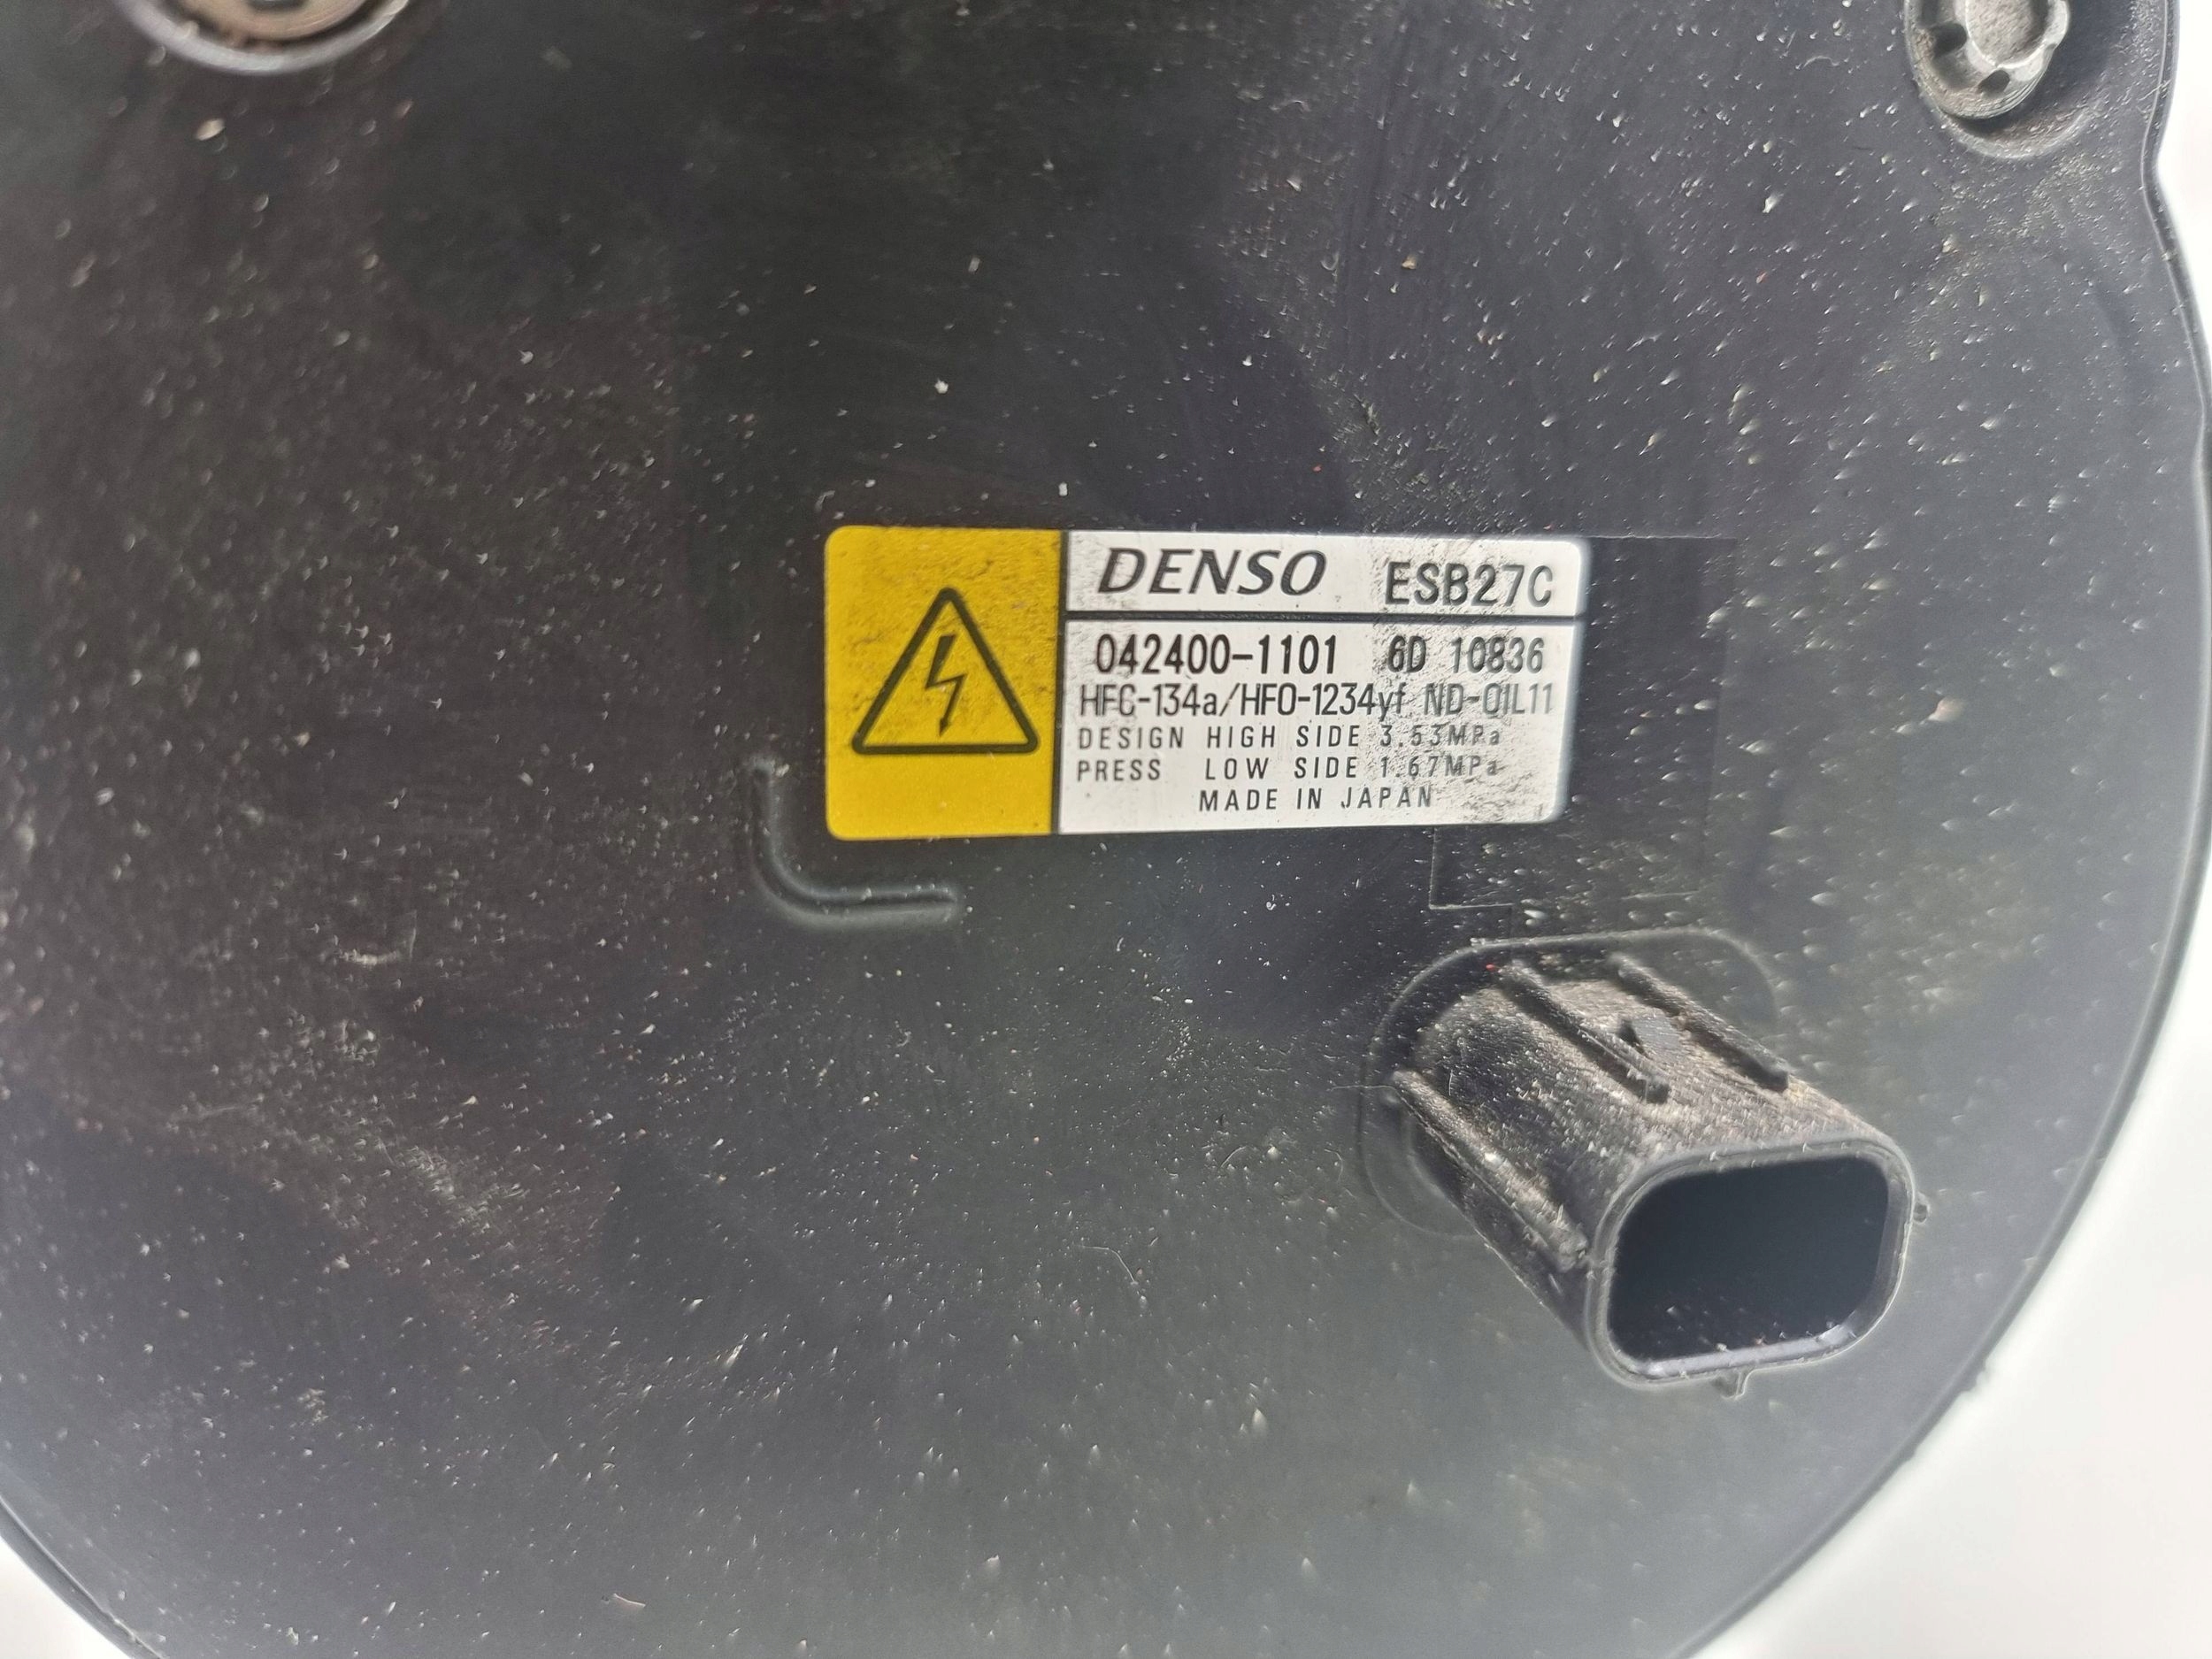 DENSO ESB27C
042400-1101 6D 10836
HFC-134a/HFO-1234yf ND-OIL11
DESIGN HIGH SIDE 3.53MPa
PRESS LOW SIDE 1.67MPa
MADE IN JAPAN